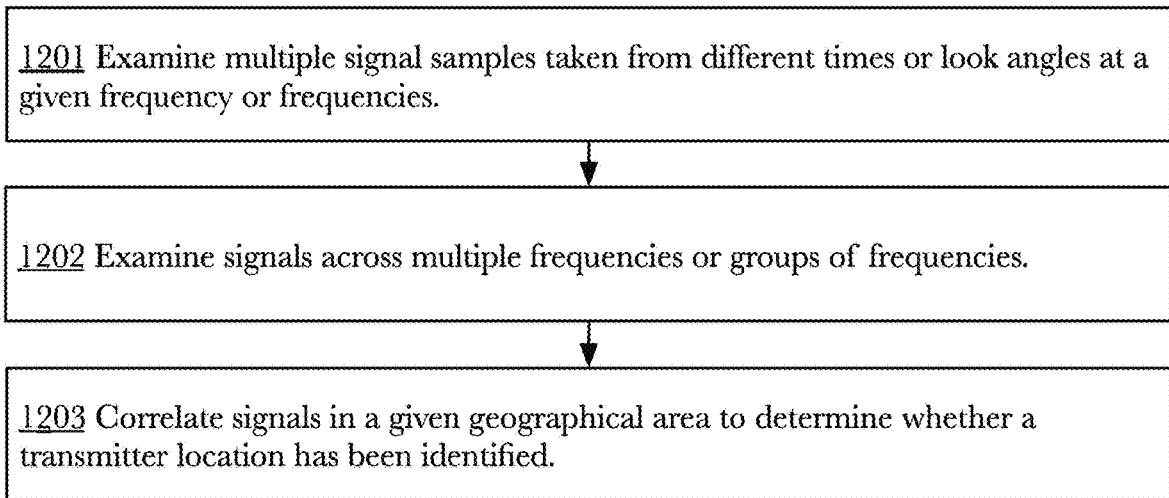 1201 Examine multiple signal samples taken from different times or look angles at a
given frequency or frequencies.
1202 Examine signals across multiple frequencies or groups of frequencies.
1203 Correlate signals in a given geographical area to determine whether a
transmitter location has been identified.